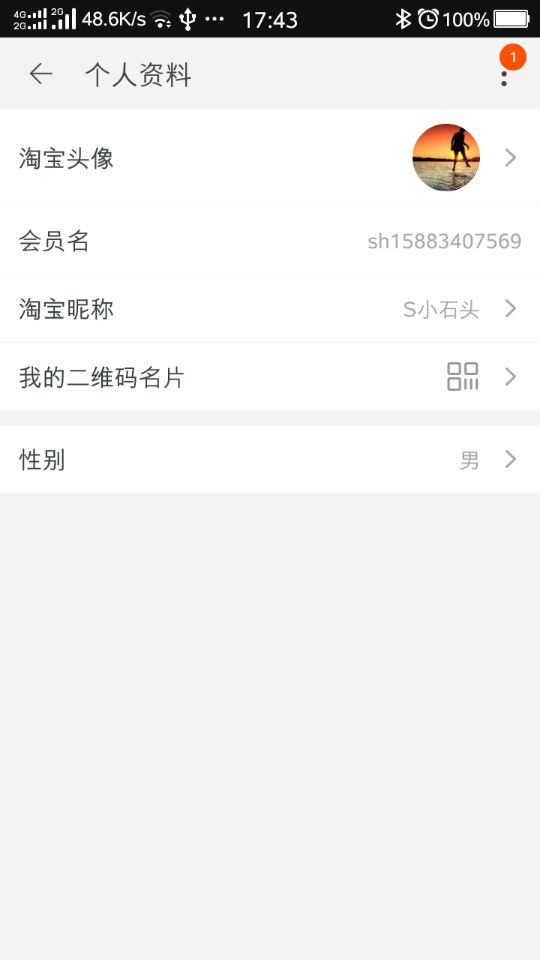 4G 2G 2G 48.6K/s 17:43 100%
个人资料 1
淘宝头像
会员名 sh15883407569
淘宝昵称 S小石头
我的二维码名片
性别 男